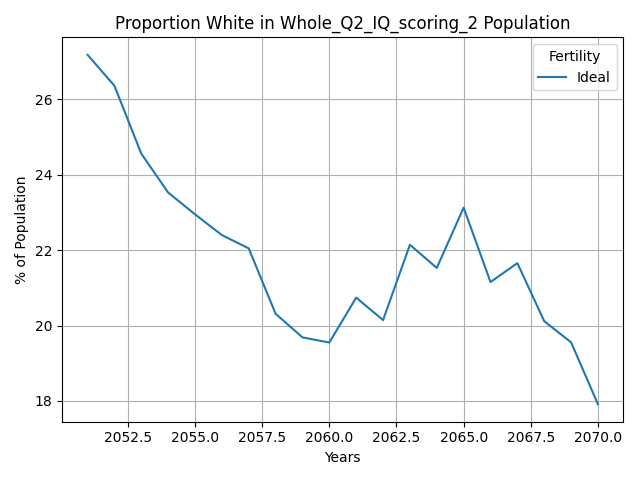 Proportion White in Whole_Q2_IQ_scoring_2 Population
Fertility
Ideal
26
24
22
20
18
% of Population
2052.5 2055.0 2057.5 2060.0 2062.5 2065.0 2067.5 2070.0
Years